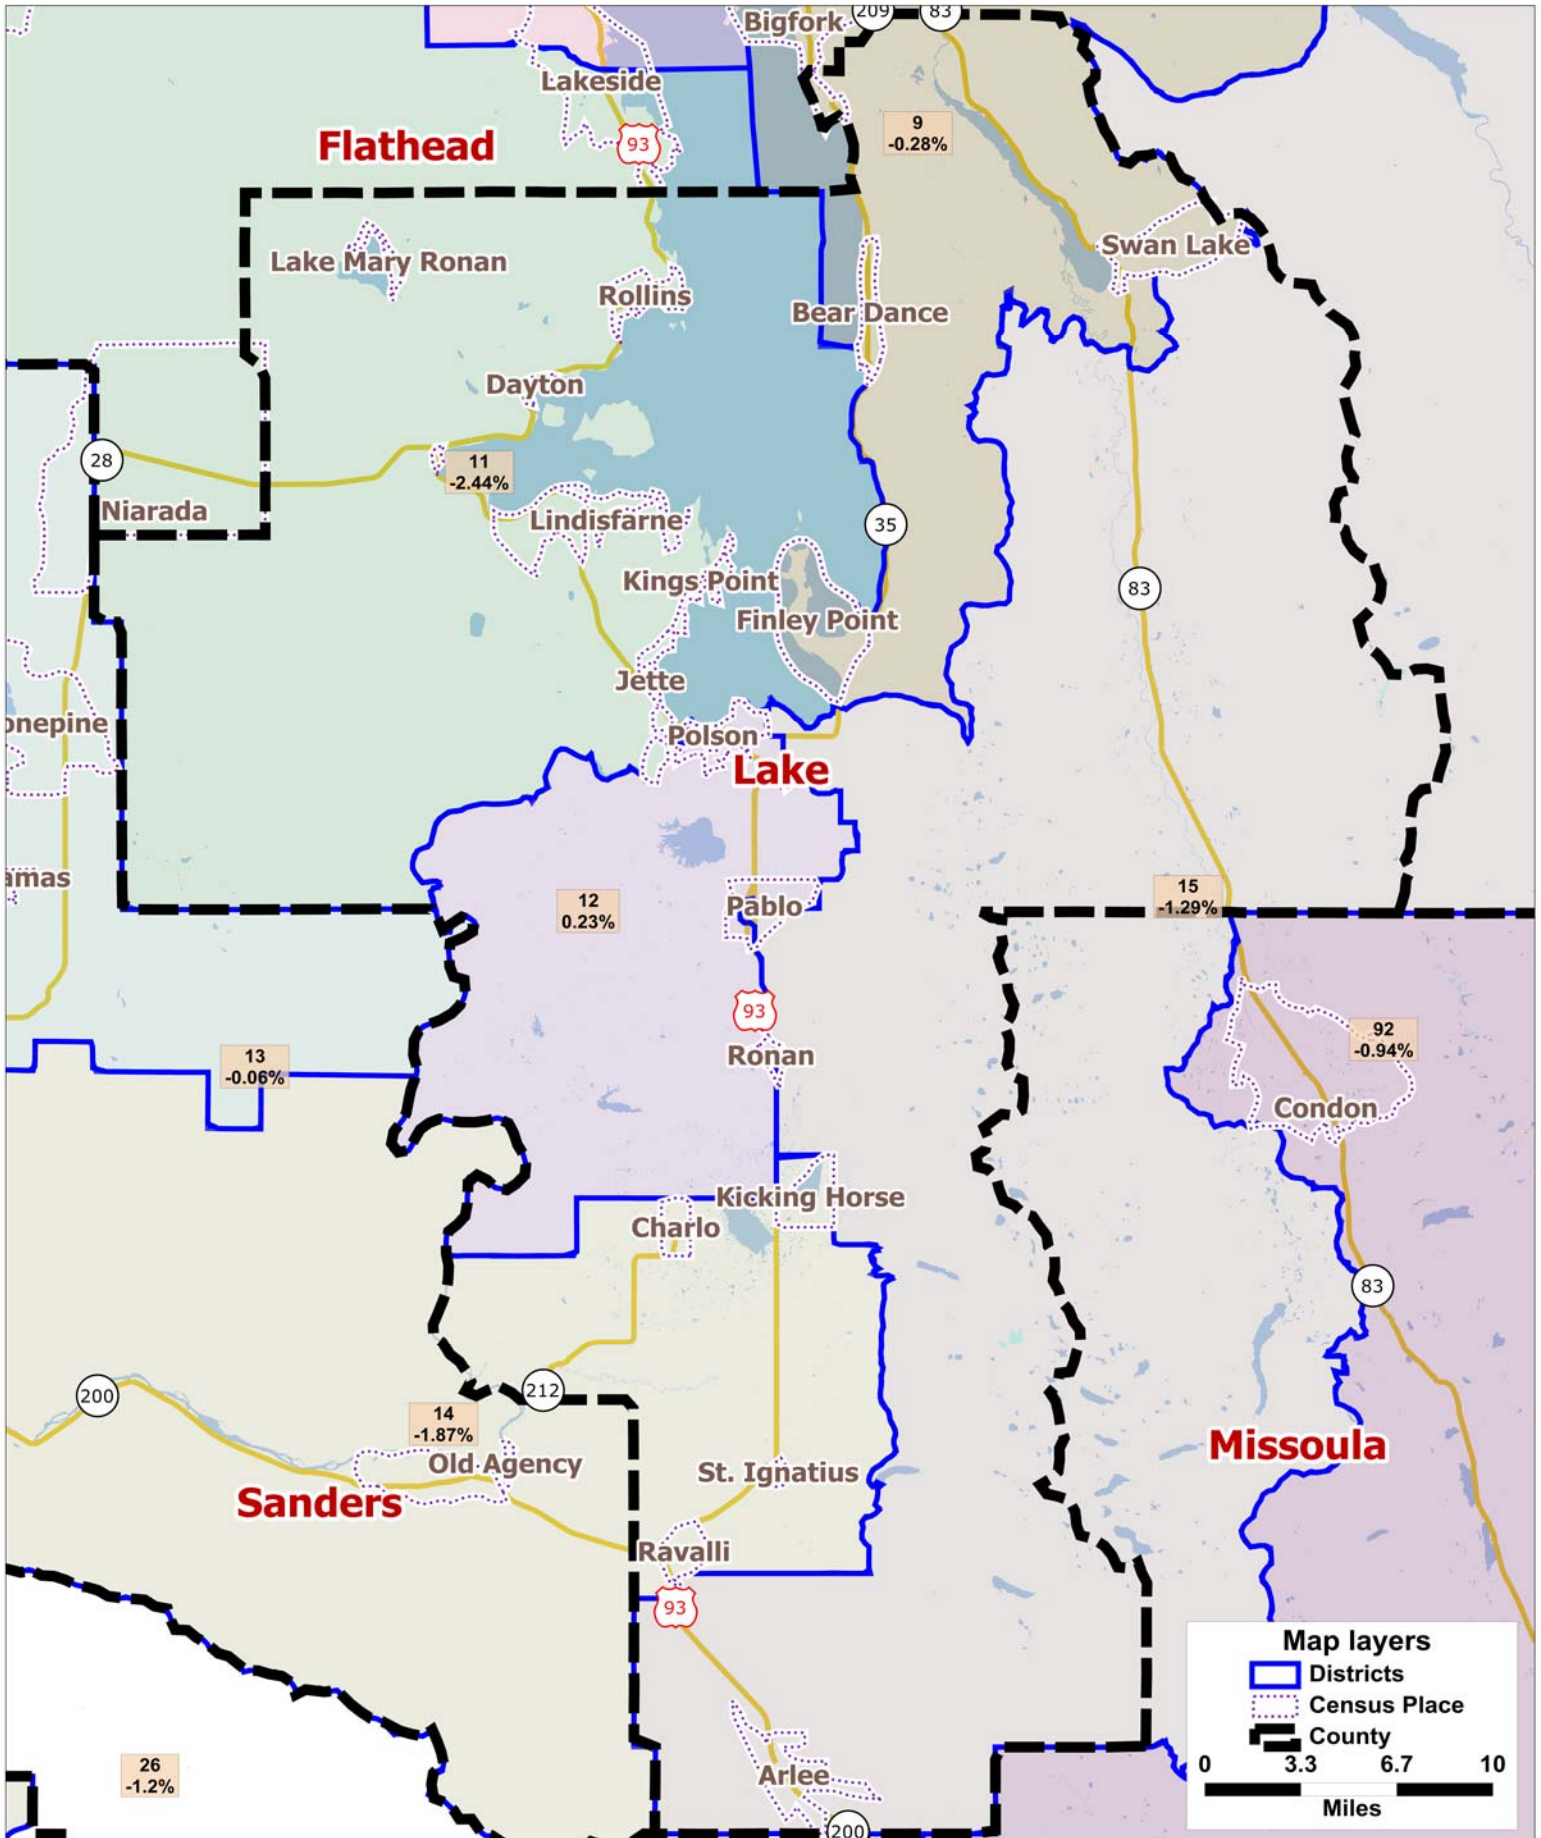 209
83
Bigfork
Lakeside
9
-0.28%
Flathead
93
Swan Lake
Lake Mary Ronan
Rollins
Bear Dance
Dayton
28
11
-2.44%
Niarada
Lindisfarne
35
Kings Point
83
Finley Point
Jette
onepine
Polson
Lake
amas
12
0.23%
Pablo
15
-1.29%
93
92
-0.94%
Ronan
13
-0.06%
Condon
Kicking Horse
Charlo
83
200
212
14
-1.87%
Missoula
Old Agency
St. Ignatius
Sanders
Ravalli
93
Map layers
Districts
Census Place
County
0 3.3 6.7 10
Miles
26
-1.2%
Arlee
200